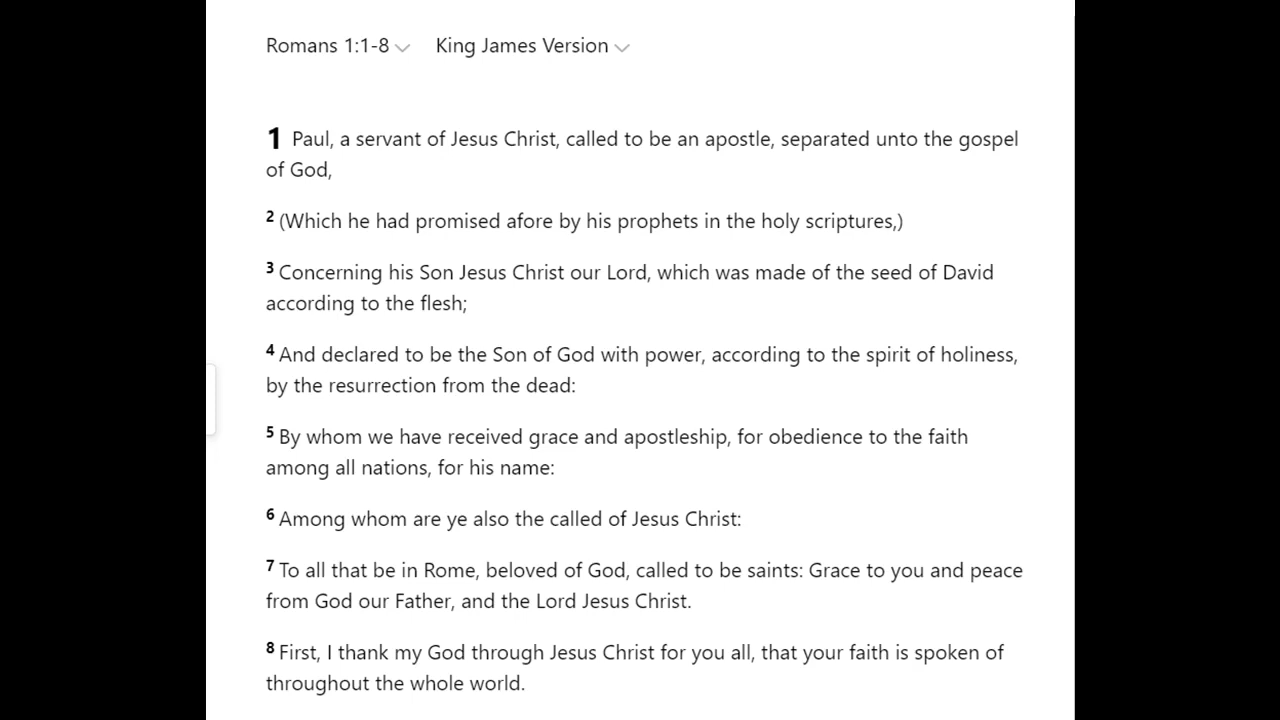 Romans 1:1-8 King James Version
1 Paul, a servant of Jesus Christ, called to be an apostle, separated unto the gospel
of God,
2 (Which he had promised afore by his prophets in the holy scriptures,)
3 Concerning his Son Jesus Christ our Lord, which was made of the seed of David
according to the flesh;
4 And declared to be the Son of God with power, according to the spirit of holiness,
by the resurrection from the dead:
5 By whom we have received grace and apostleship, for obedience to the faith
among all nations, for his name:
6 Among whom are ye also the called of Jesus Christ:
7 To all that be in Rome, beloved of God, called to be saints: Grace to you and peace
from God our Father, and the Lord Jesus Christ.
8 First, I thank my God through Jesus Christ for you all, that your faith is spoken of
throughout the whole world.